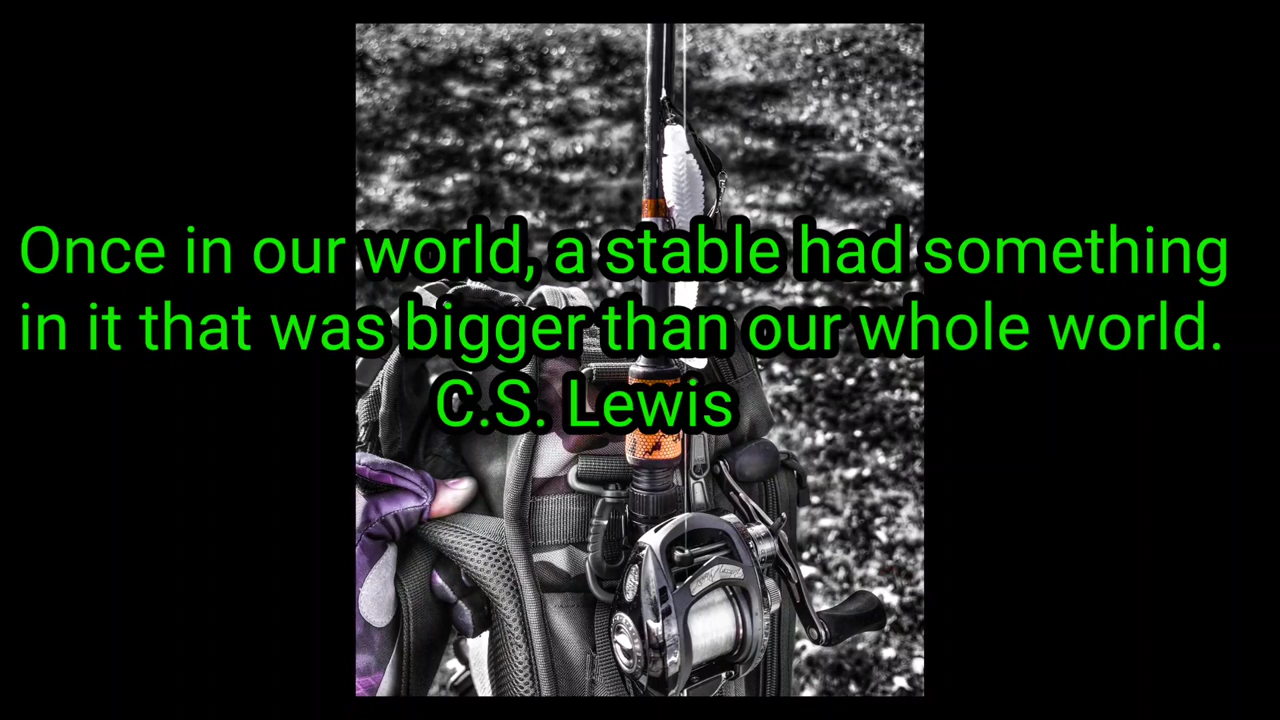 Once in our world, a stable had something
in it that was bigger than our whole world.
C.S. Lewis